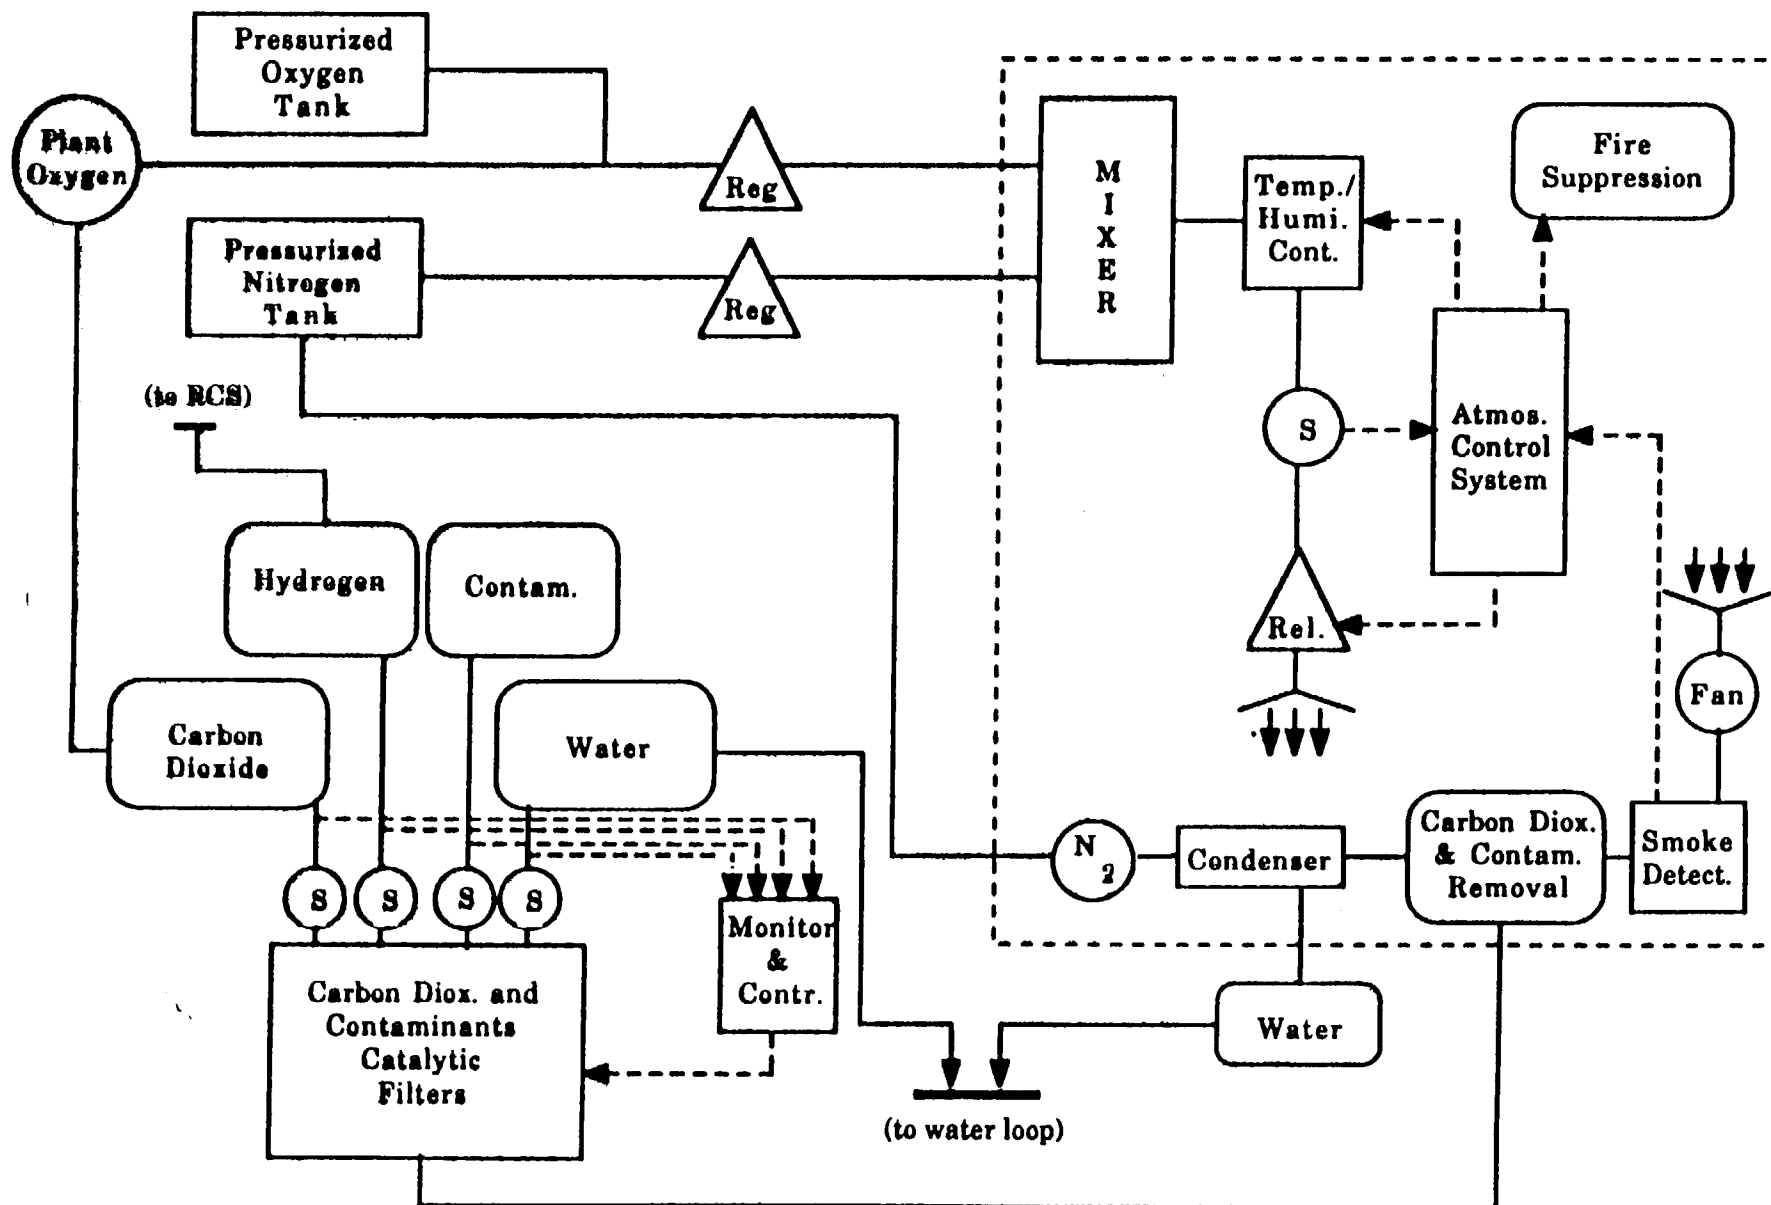 Pressurized
Oxygen
Tank
Plant
Oxygen
Reg
Pressurized
Nitrogen
Tank
Reg
MIXER
Temp./
Humi.
Cont.
Fire
Suppression
S
Atmos.
Control
System
(to RCS)
Hydrogen
Contam.
Rel.
Fan
Carbon
Dioxide
Water
S
S
S
S
Monitor
&
Contr.
N
2
Condenser
Carbon Diox.
& Contam.
Removal
Smoke
Detect.
Carbon Diox. and
Contaminants
Catalytic
Filters
Water
(to water loop)